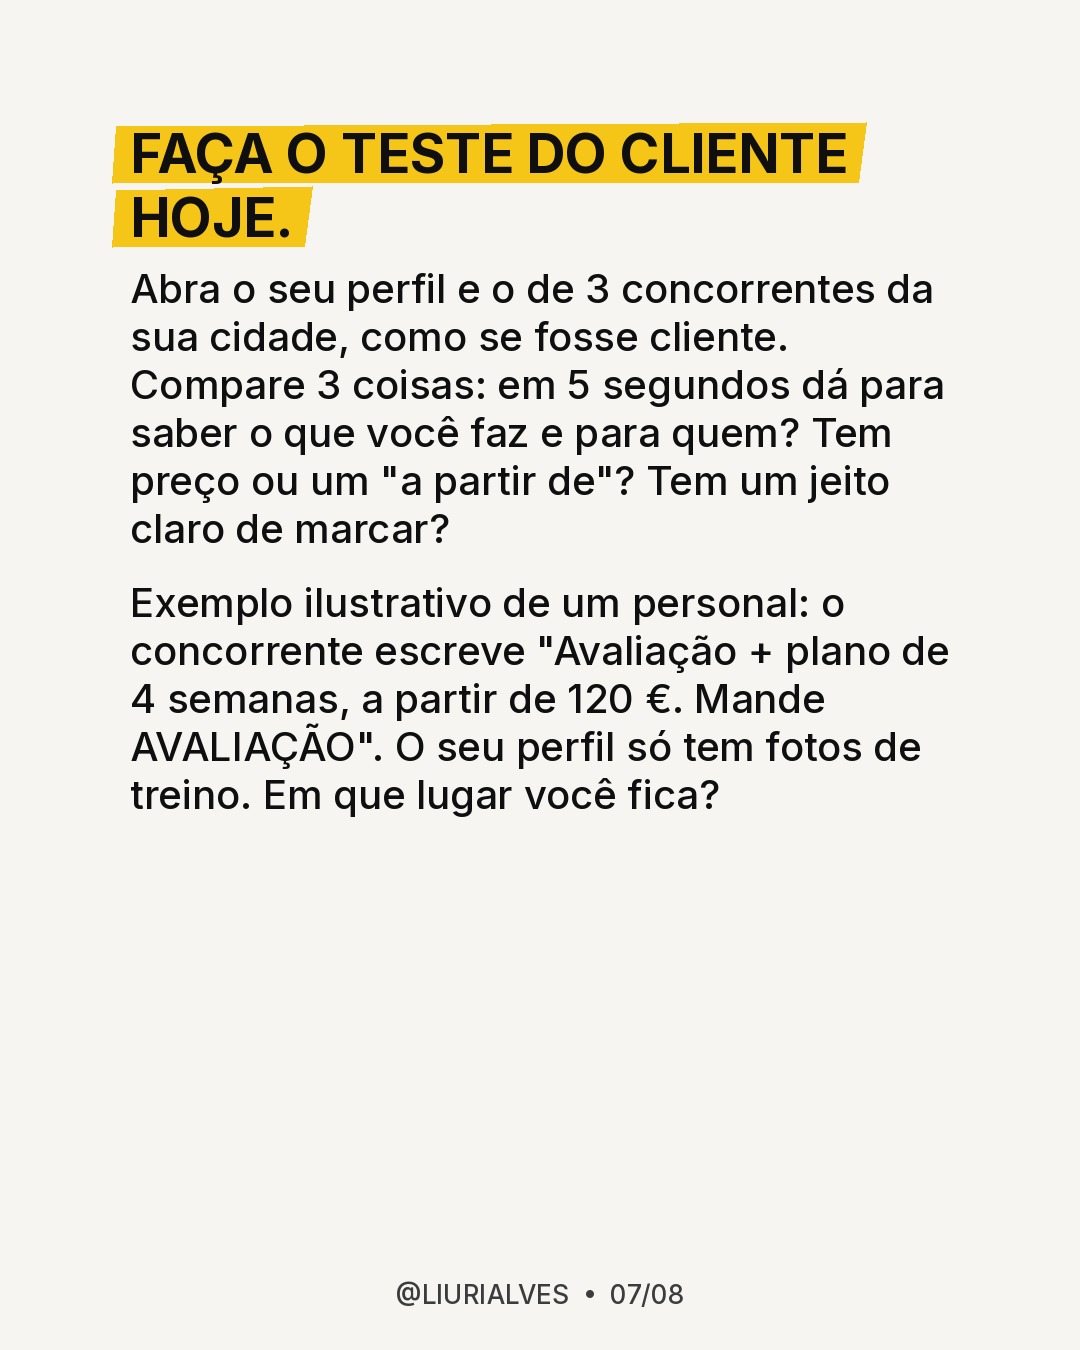 FAÇA O TESTE DO CLIENTE
HOJE.
Abra o seu perfil e o de 3 concorrentes da
sua cidade, como se fosse cliente.
Compare 3 coisas: em 5 segundos dá para
saber o que você faz e para quem? Tem
preço ou um "a partir de"? Tem um jeito
claro de marcar?
Exemplo ilustrativo de um personal: o
concorrente escreve "Avaliação + plano de
4 semanas, a partir de 120 €. Mande
AVALIAÇÃO". O seu perfil só tem fotos de
treino. Em que lugar você fica?
@LIURIALVES • 07/08